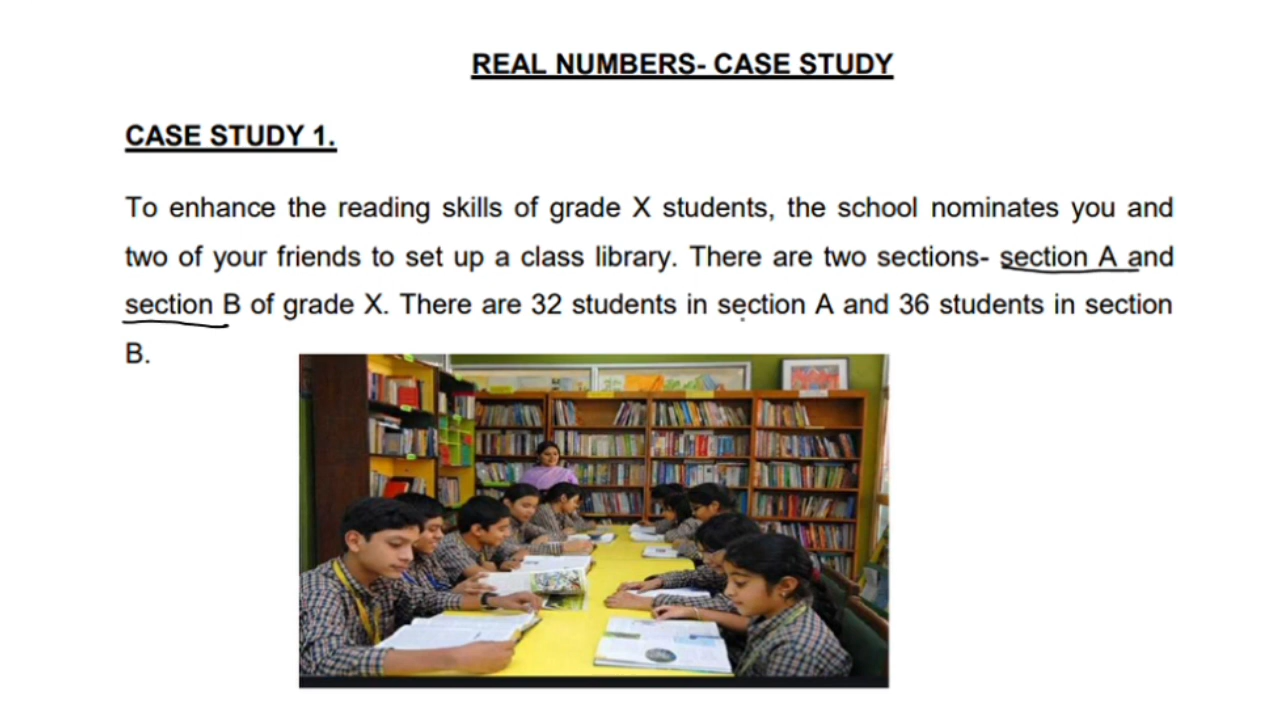 REAL NUMBERS- CASE STUDY
CASE STUDY 1.
To enhance the reading skills of grade X students, the school nominates you and
two of your friends to set up a class library. There are two sections- section A and
section B of grade X. There are 32 students in section A and 36 students in section
B.